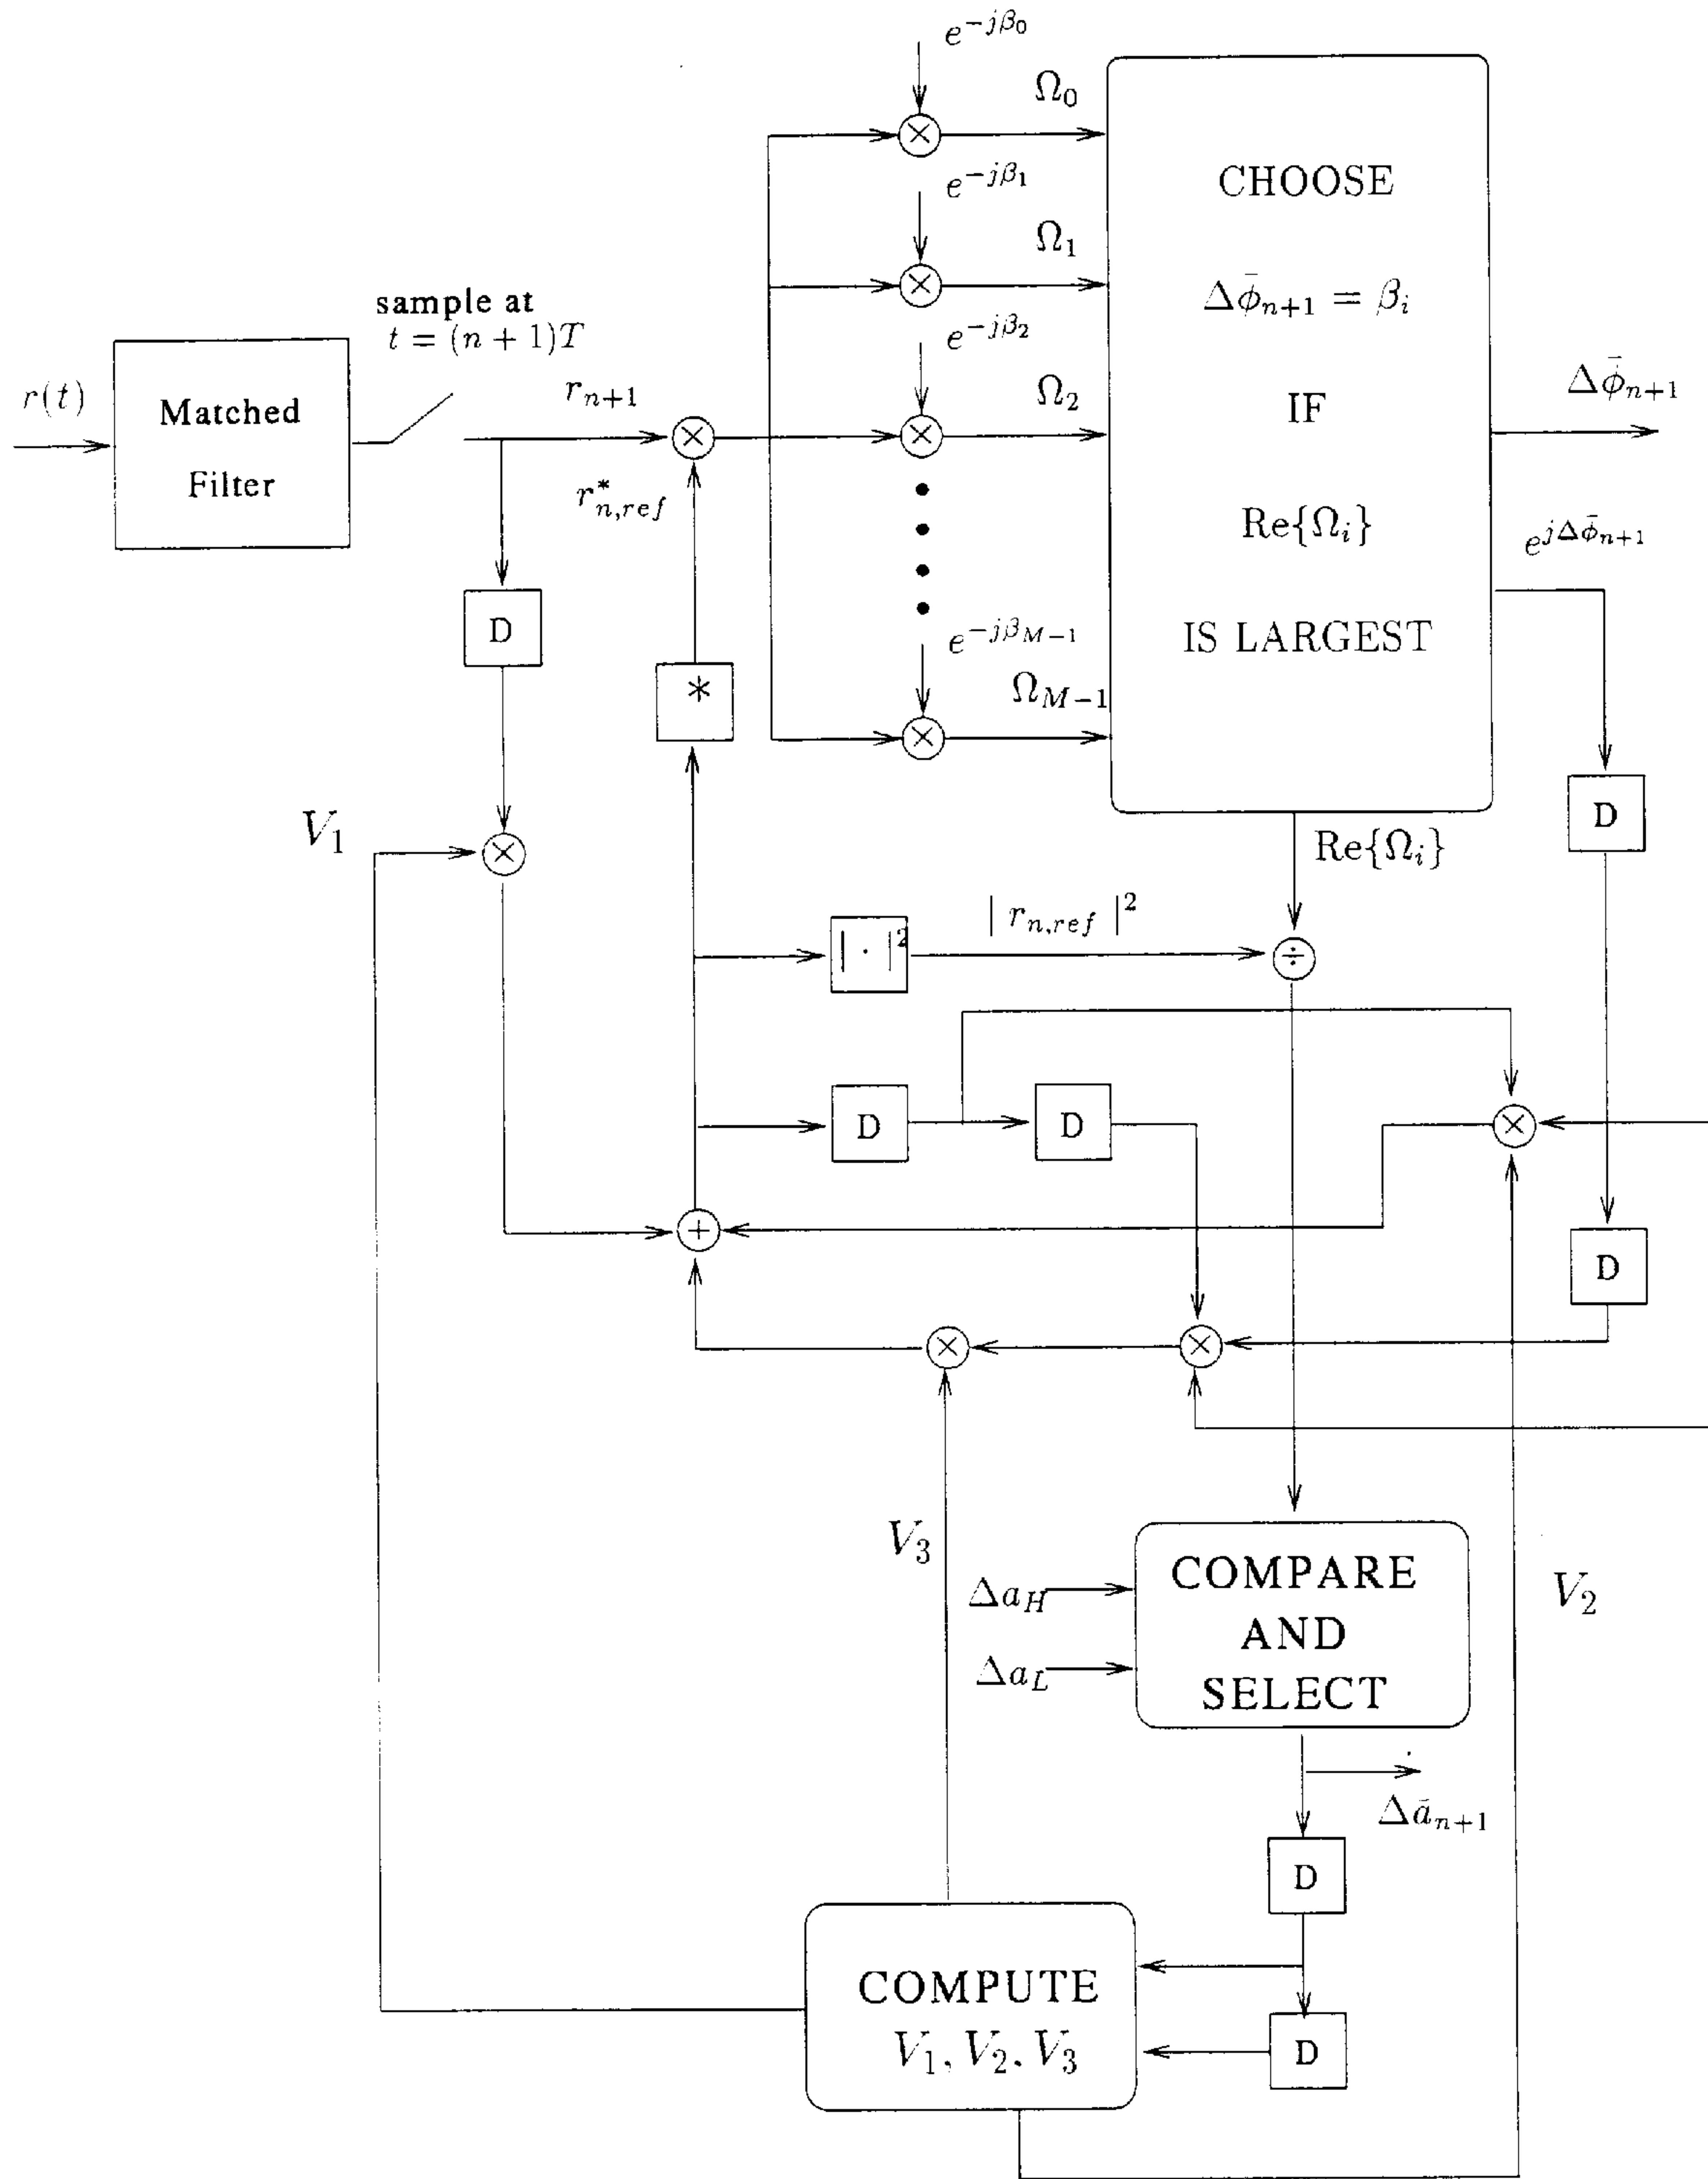 e^{-jβ_0}
Ω_0
e^{-jβ_1}
Ω_1
e^{-jβ_2}
Ω_2
e^{-jβ_{M-1}}
Ω_{M-1}
CHOOSE
Δφ̄_{n+1} = β_i
IF
Re{Ω_i}
IS LARGEST
r(t)
Matched
Filter
sample at
t = (n + 1)T
r_{n+1}
r*_{n,ref}
Δφ̄_{n+1}
e^{jΔφ̄_{n+1}}
D
*
D
V_1
Re{Ω_i}
| · |^2
| r_{n,ref} |^2
÷
D
D
+
D
V_3
V_2
Δa_H
Δa_L
COMPARE
AND
SELECT
Δā_{n+1}
D
D
COMPUTE
V_1, V_2, V_3